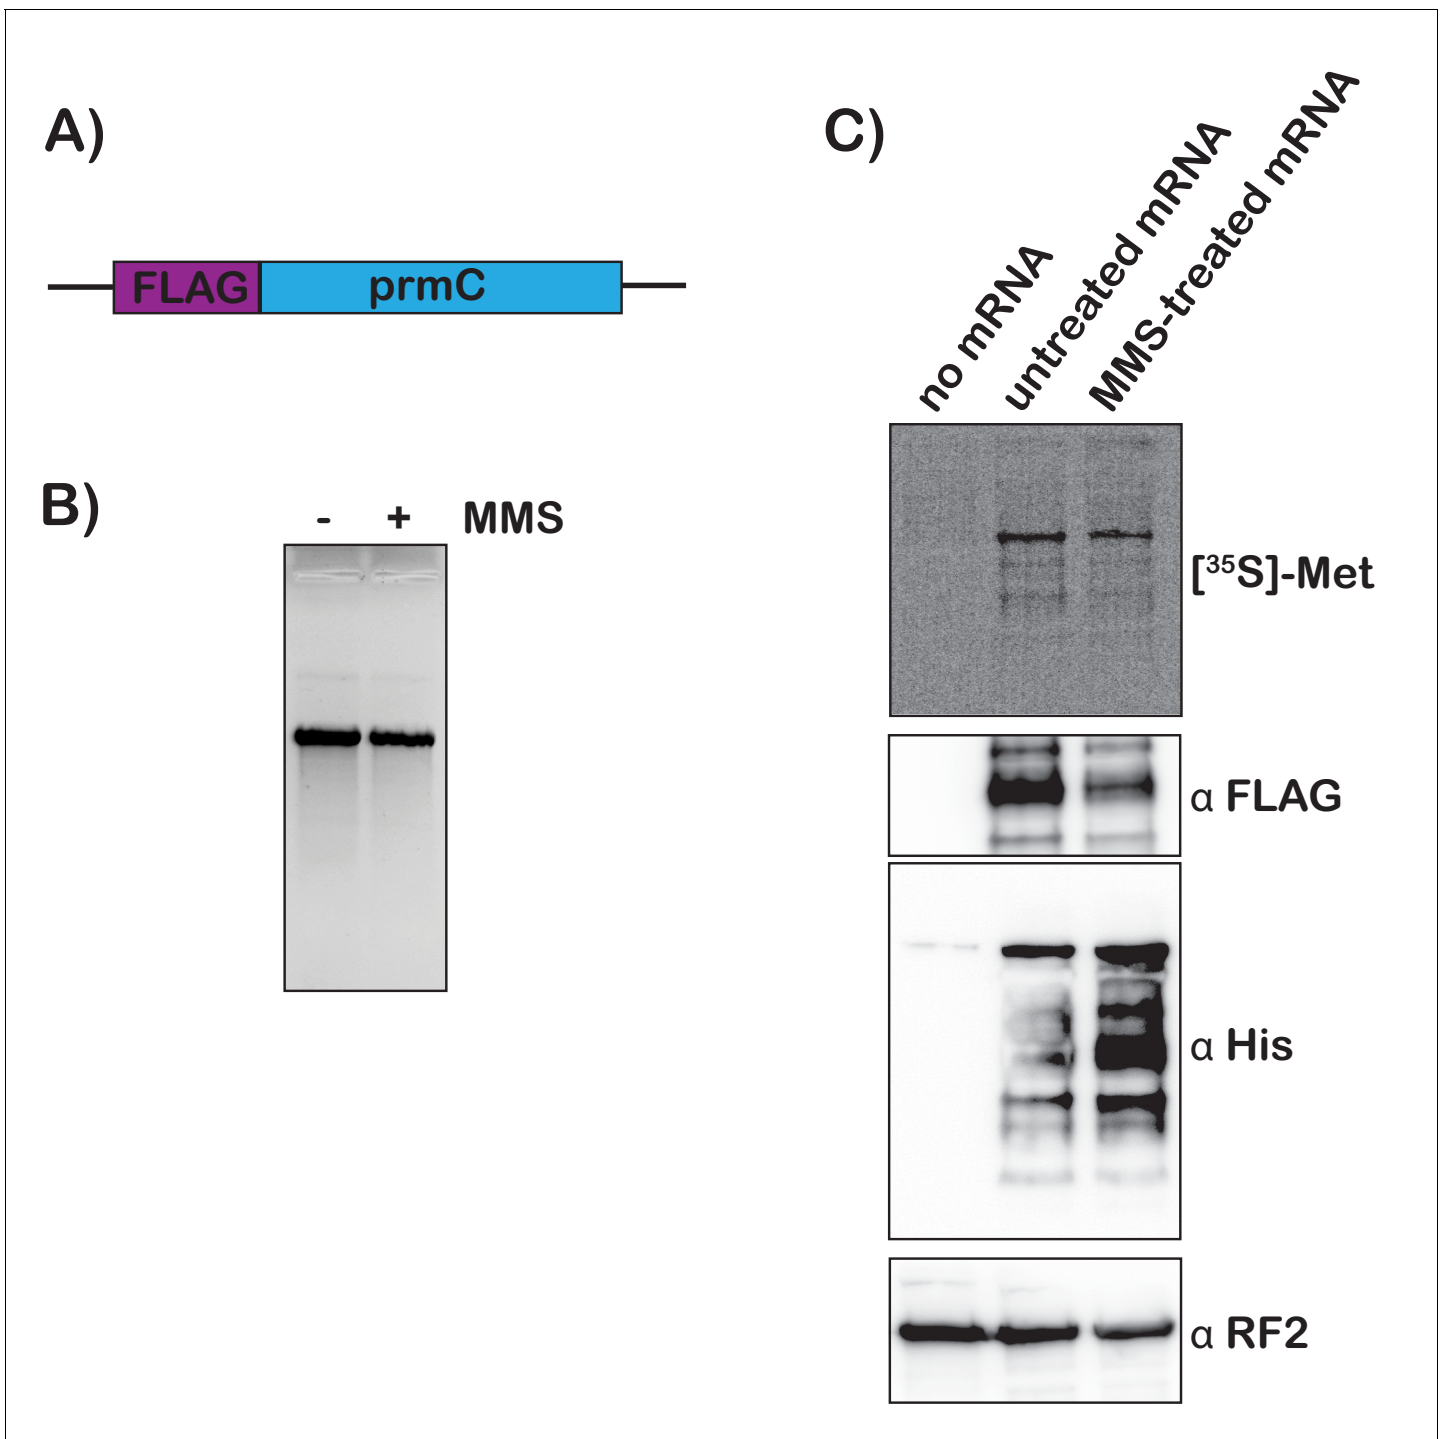 A)
FLAG prmC
B)
- + MMS
C)
no mRNA
untreated mRNA
MMS-treated mRNA
[³⁵S]-Met
α FLAG
α His
α RF2